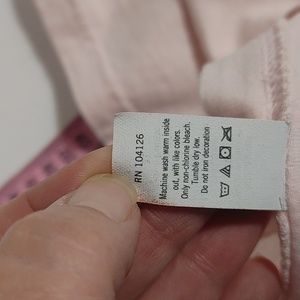 RN 104126
Machine wash warm inside
out, with like colors.
Only non-chlorine bleach.
Tumble dry low.
Do not iron decoration